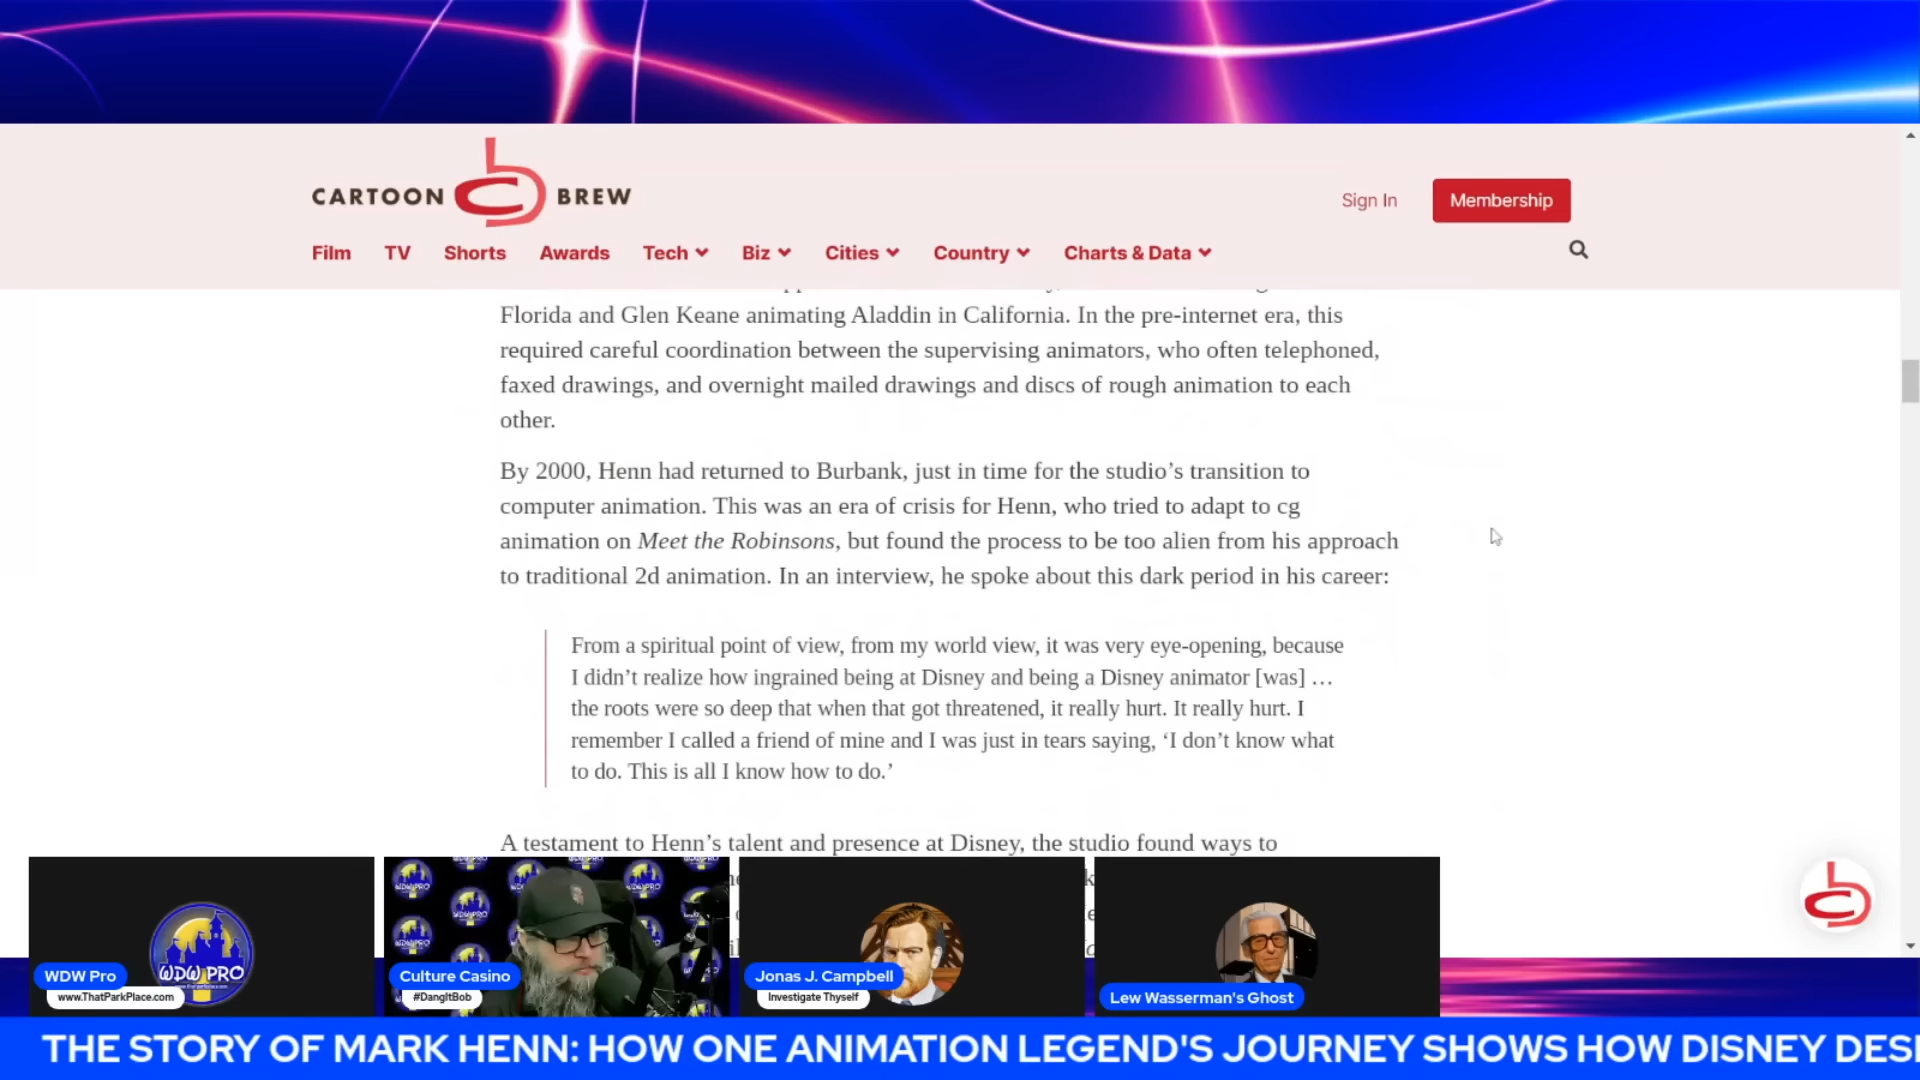 CARTOON BREW
Sign In
Membership
Film TV Shorts Awards Tech Biz Cities Country Charts & Data
Florida and Glen Keane animating Aladdin in California. In the pre-internet era, this
required careful coordination between the supervising animators, who often telephoned,
faxed drawings, and overnight mailed drawings and discs of rough animation to each
other.
By 2000, Henn had returned to Burbank, just in time for the studio’s transition to
computer animation. This was an era of crisis for Henn, who tried to adapt to cg
animation on Meet the Robinsons, but found the process to be too alien from his approach
to traditional 2d animation. In an interview, he spoke about this dark period in his career:
From a spiritual point of view, from my world view, it was very eye-opening, because
I didn’t realize how ingrained being at Disney and being a Disney animator [was] …
the roots were so deep that when that got threatened, it really hurt. It really hurt. I
remember I called a friend of mine and I was just in tears saying, ‘I don’t know what
to do. This is all I know how to do.’
A testament to Henn’s talent and presence at Disney, the studio found ways to
WDW PRO
WDW Pro
www.ThatParkPlace.com
Culture Casino
#DangItBob
Jonas J. Campbell
Investigate Thyself
Lew Wasserman's Ghost
THE STORY OF MARK HENN: HOW ONE ANIMATION LEGEND'S JOURNEY SHOWS HOW DISNEY DES